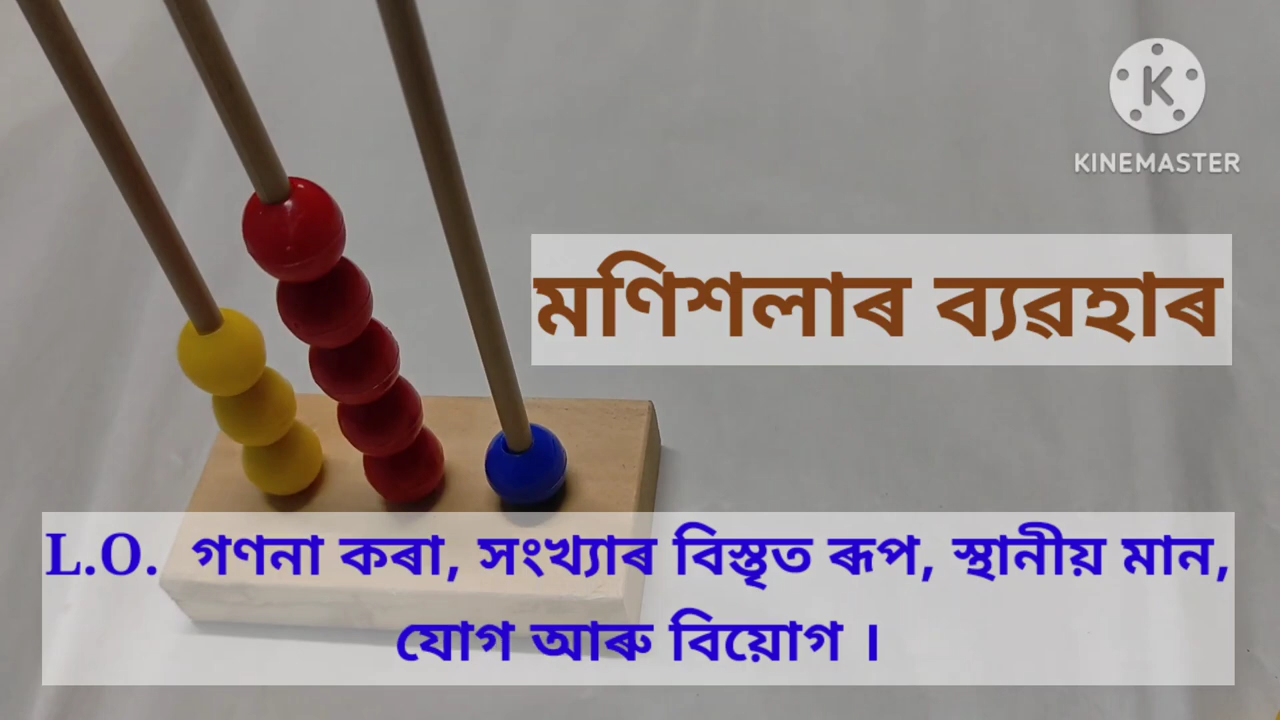 KINEMASTER
মণিশলাৰ ব্যৱহাৰ
L.O. গণনা কৰা, সংখ্যাৰ বিস্তৃত ৰূপ, স্থানীয় মান,
যোগ আৰু বিয়োগ ।